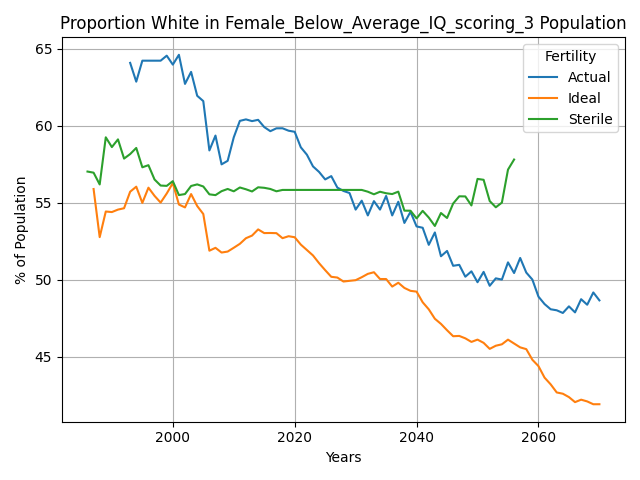 Proportion White in Female_Below_Average_IQ_scoring_3 Population
% of Population
65
60
55
50
45
2000
2020
2040
2060
Years
Fertility
Actual
Ideal
Sterile